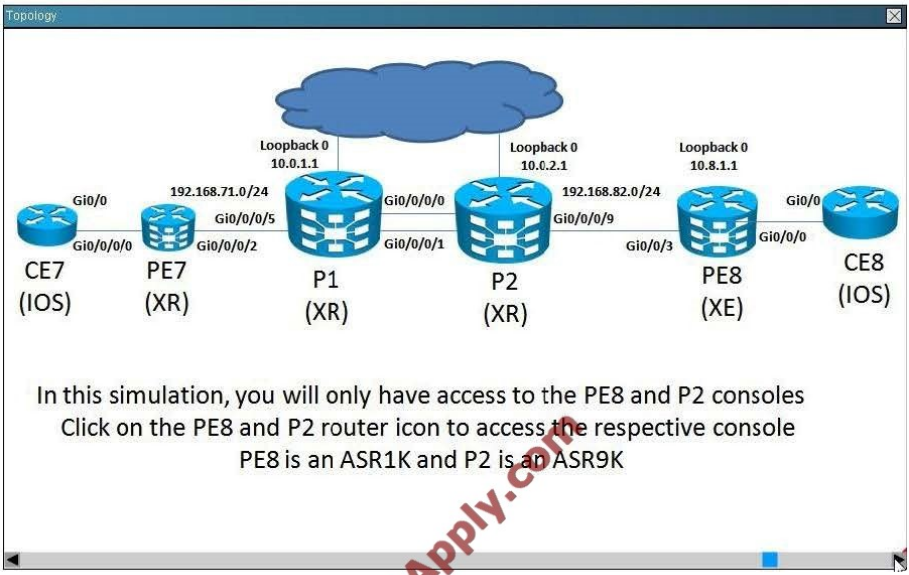 Topology
Loopback 0
10.0.1.1
Loopback 0
10.0.2.1
Loopback 0
10.8.1.1
192.168.71.0/24
192.168.82.0/24
Gi0/0
Gi0/0/0/0
Gi0/0/0/5
Gi0/0/0/2
Gi0/0/0/0
Gi0/0/0/1
Gi0/0/0/9
Gi0/0/3
Gi0/0
Gi0/0/0
CE7
(IOS)
PE7
(XR)
P1
(XR)
P2
(XR)
PE8
(XE)
CE8
(IOS)
In this simulation, you will only have access to the PE8 and P2 consoles
Click on the PE8 and P2 router icon to access the respective console
PE8 is an ASR1K and P2 is an ASR9K
Apply.com